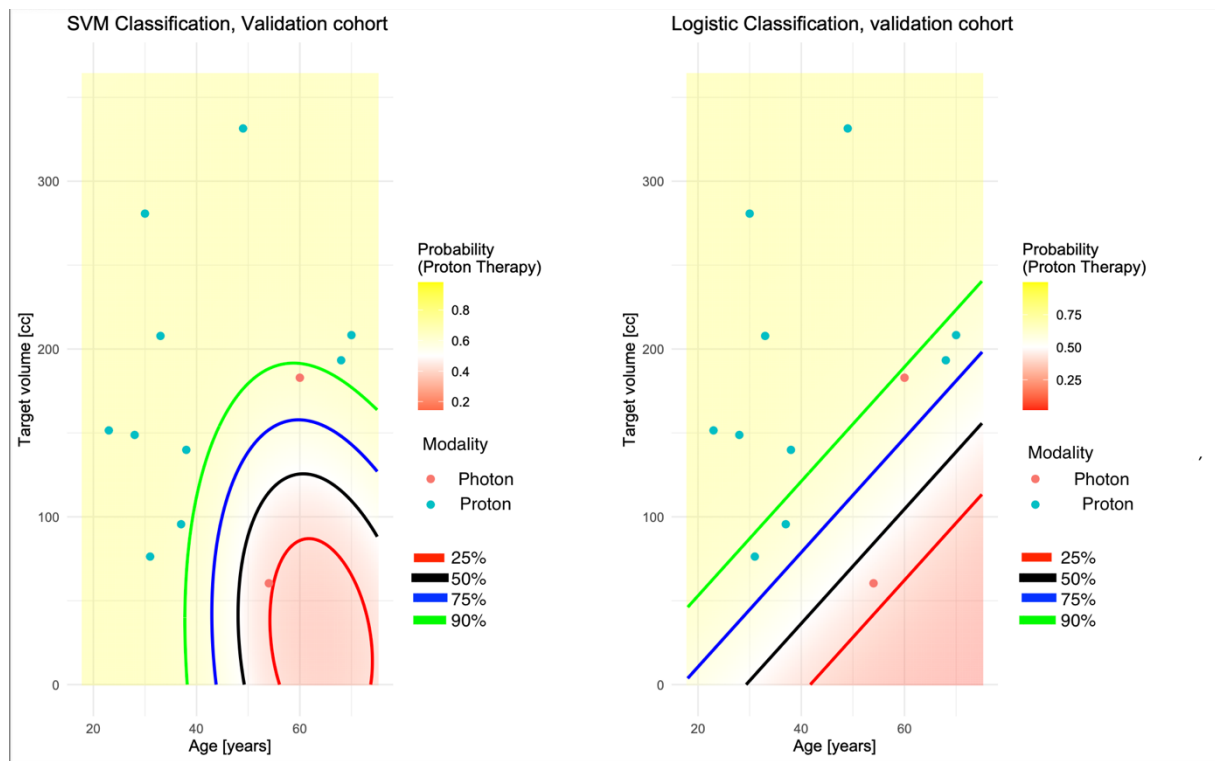 SVM Classification, Validation cohort
300
200
100
0
20
40
60
Target volume [cc]
Age [years]
Probability
(Proton Therapy)
0.8
0.6
0.4
0.2
Modality
Photon
Proton
25%
50%
75%
90%
Logistic Classification, validation cohort
300
200
100
0
20
40
60
Target volume [cc]
Age [years]
Probability
(Proton Therapy)
0.75
0.50
0.25
Modality
Photon
Proton
25%
50%
75%
90%